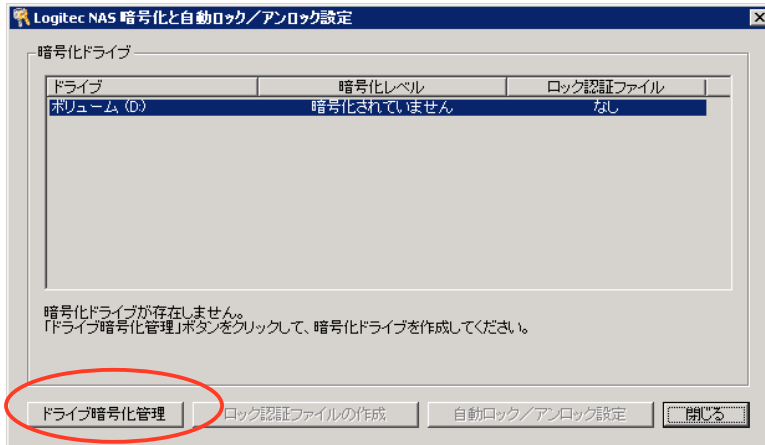 Logitec NAS 暗号化と自動ロック／アンロック設定
暗号化ドライブ
ドライブ 暗号化レベル ロック認証ファイル
ボリューム (D:) 暗号化されていません なし
暗号化ドライブが存在しません。
「ドライブ暗号化管理」ボタンをクリックして、暗号化ドライブを作成してください。
ドライブ暗号化管理 ロック認証ファイルの作成 自動ロック／アンロック設定 閉じる